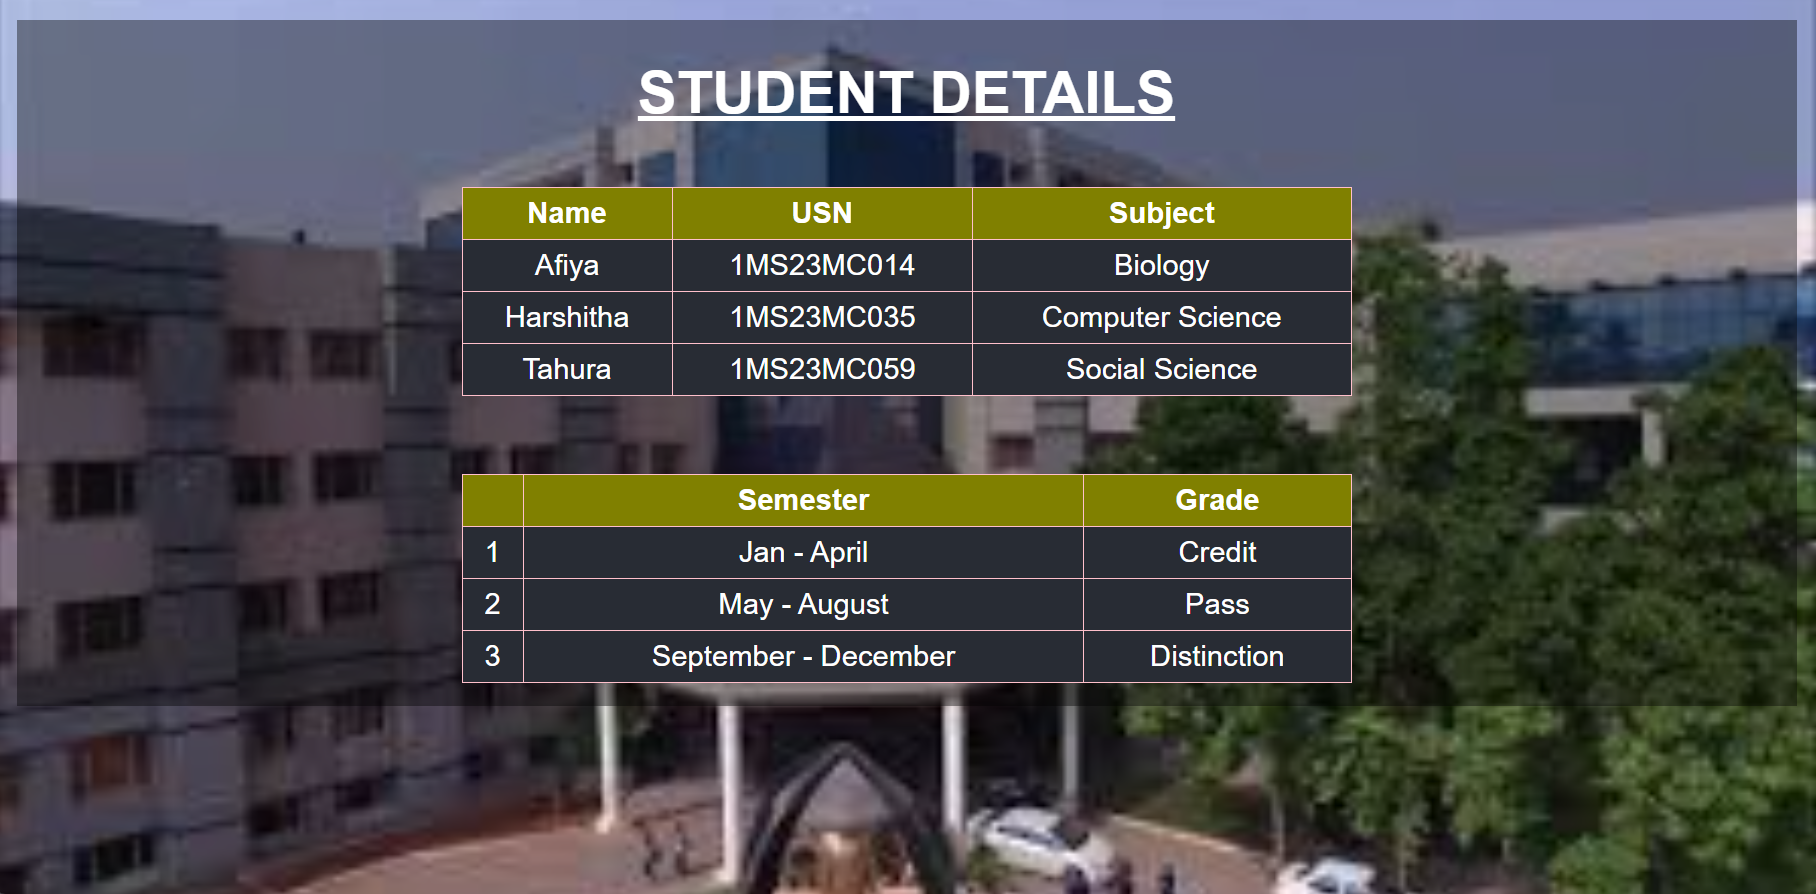 STUDENT DETAILS
Name USN Subject
Afiya 1MS23MC014 Biology
Harshitha 1MS23MC035 Computer Science
Tahura 1MS23MC059 Social Science
Semester Grade
1 Jan - April Credit
2 May - August Pass
3 September - December Distinction